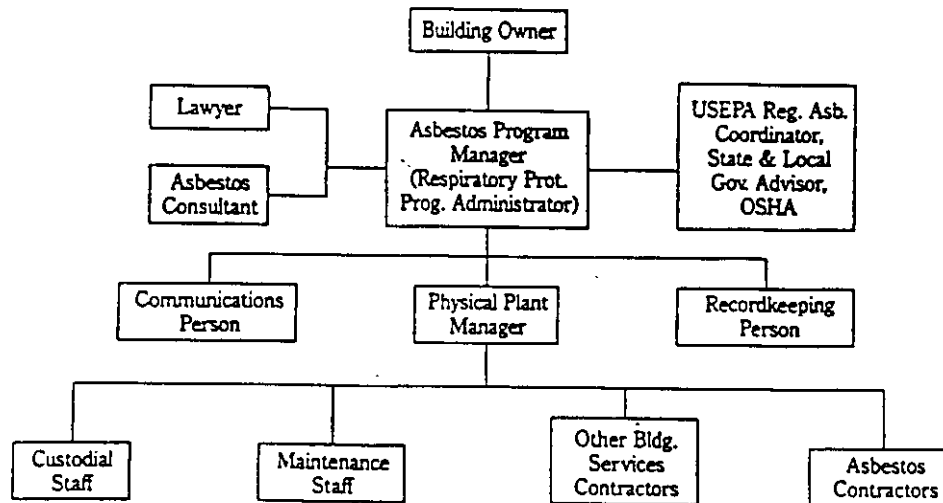 Building Owner
Lawyer
Asbestos
Consultant
Asbestos Program
Manager
(Respiratory Prot.
Prog. Administrator)
USEPA Reg. Asb.
Coordinator,
State & Local
Gov. Advisor,
OSHA
Communications
Person
Physical Plant
Manager
Recordkeeping
Person
Custodial
Staff
Maintenance
Staff
Other Bldg.
Services
Contractors
Asbestos
Contractors